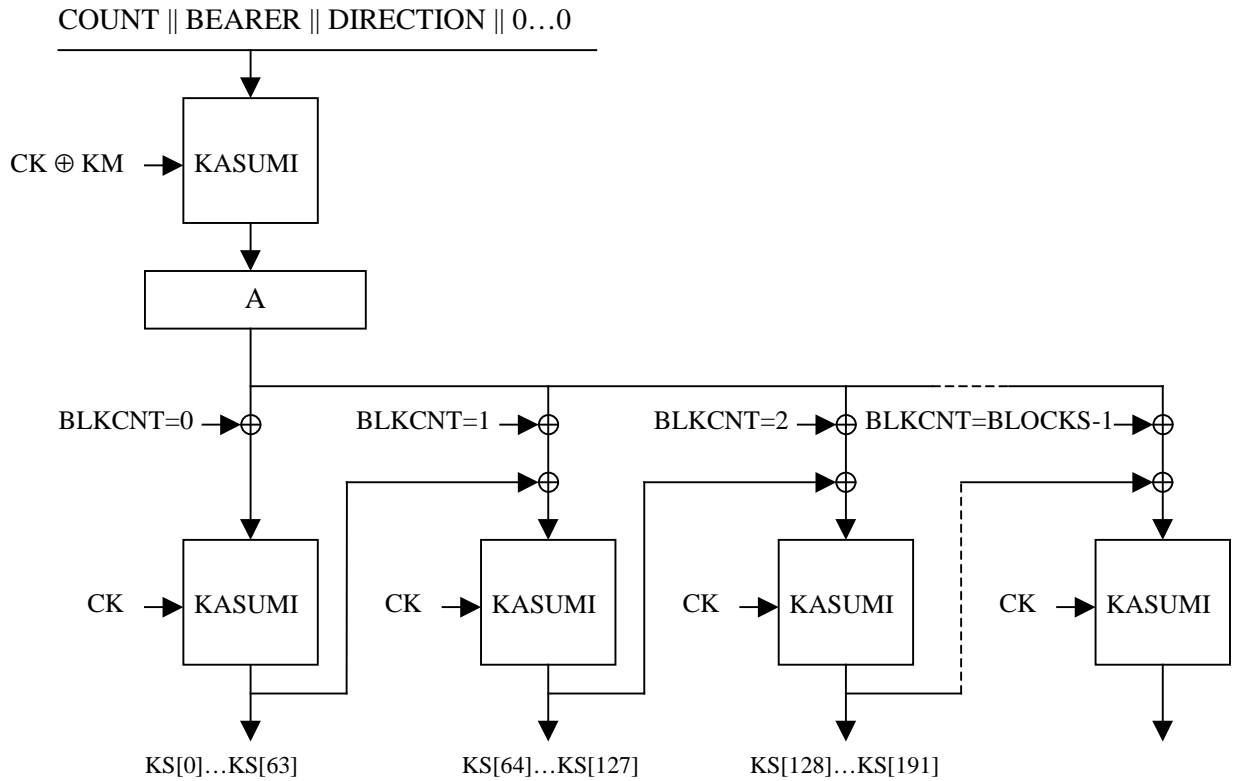 COUNT || BEARER || DIRECTION || 0…0
CK ⊕ KM
KASUMI
A
BLKCNT=0
BLKCNT=1
BLKCNT=2
BLKCNT=BLOCKS-1
CK
KASUMI
CK
KASUMI
CK
KASUMI
CK
KASUMI
KS[0]…KS[63]
KS[64]…KS[127]
KS[128]…KS[191]